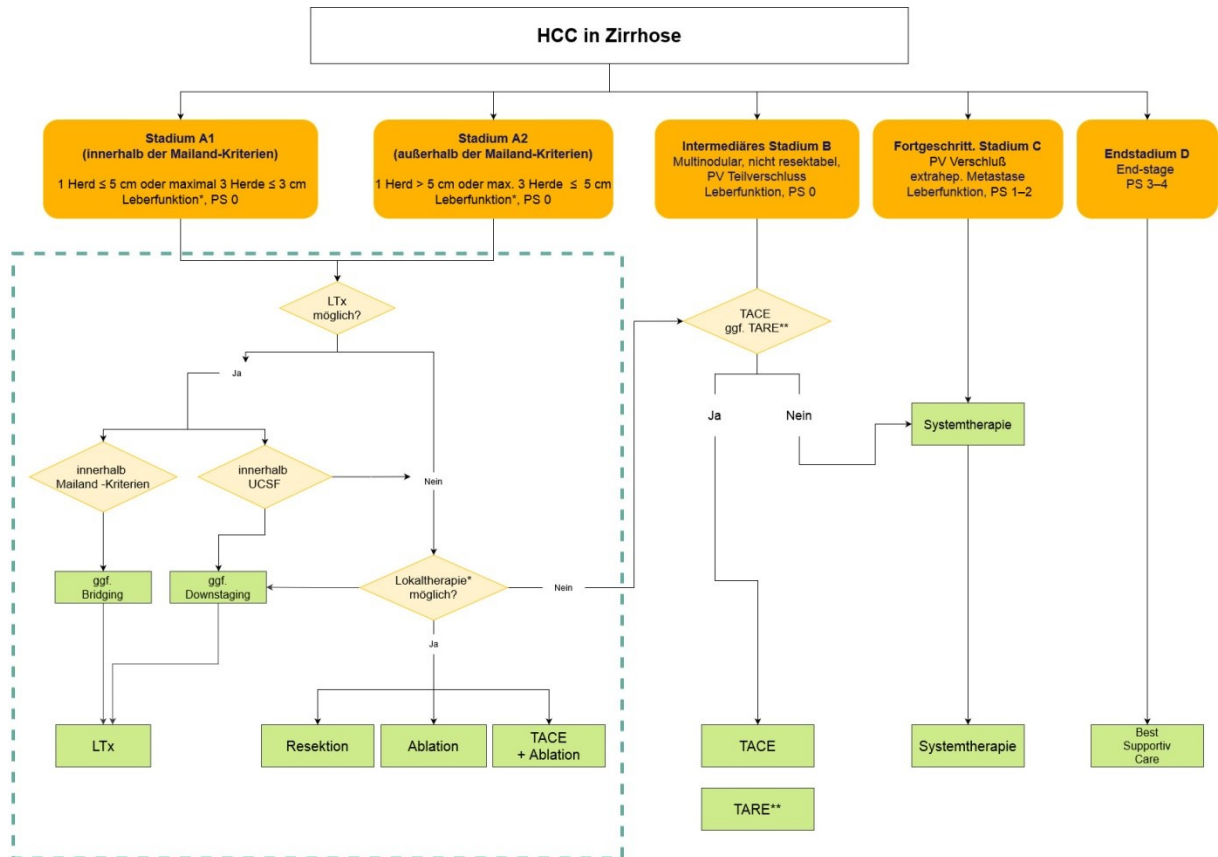 HCC in Zirrhose
Stadium A1
(innerhalb der Mailand-Kriterien)
1 Herd ≤ 5 cm oder maximal 3 Herde ≤ 3 cm
Leberfunktion*, PS 0
Stadium A2
(außerhalb der Mailand-Kriterien)
1 Herd > 5 cm oder max. 3 Herde ≤ 5 cm
Leberfunktion*, PS 0
Intermediäres Stadium B
Multinodular, nicht resektabel,
PV Teilverschluss
Leberfunktion, PS 0
Fortgeschritt. Stadium C
PV Verschluß
extrahep. Metastase
Leberfunktion, PS 1–2
Endstadium D
End-stage
PS 3–4
LTx
möglich?
TACE
ggf. TARE**
Ja
Ja
Nein
Systemtherapie
innerhalb
Mailand -Kriterien
innerhalb
UCSF
Nein
ggf.
Bridging
ggf.
Downstaging
Lokaltherapie*
möglich?
Nein
Ja
LTx
Resektion
Ablation
TACE
+ Ablation
TACE
Systemtherapie
Best
Supportiv
Care
TARE**